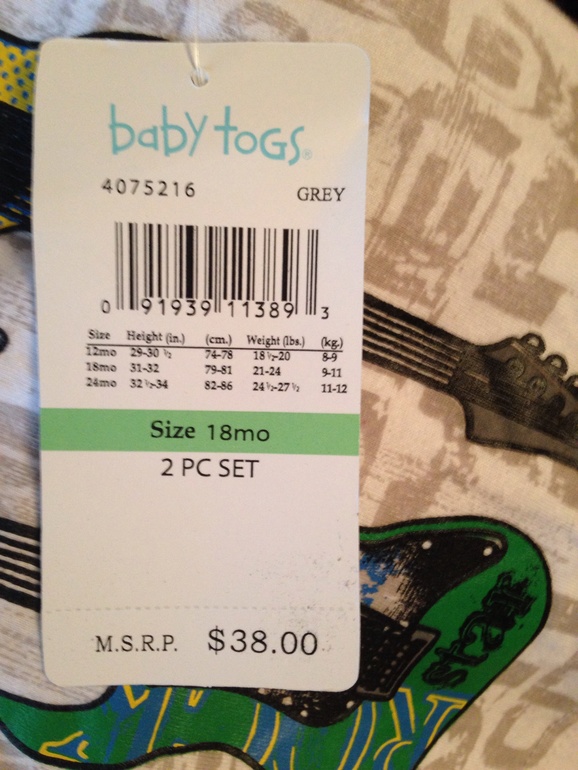 baby togs®
4075216 GREY
0 91939 11389 3
Size Height (in.) (cm.) Weight (lbs.) (kg.)
12mo 29-30 ½ 74-78 18 ½-20 8-9
18mo 31-32 79-81 21-24 9-11
24mo 32 ½-34 82-86 24 ½-27 ½ 11-12
Size 18mo
2 PC SET
M.S.R.P. $38.00